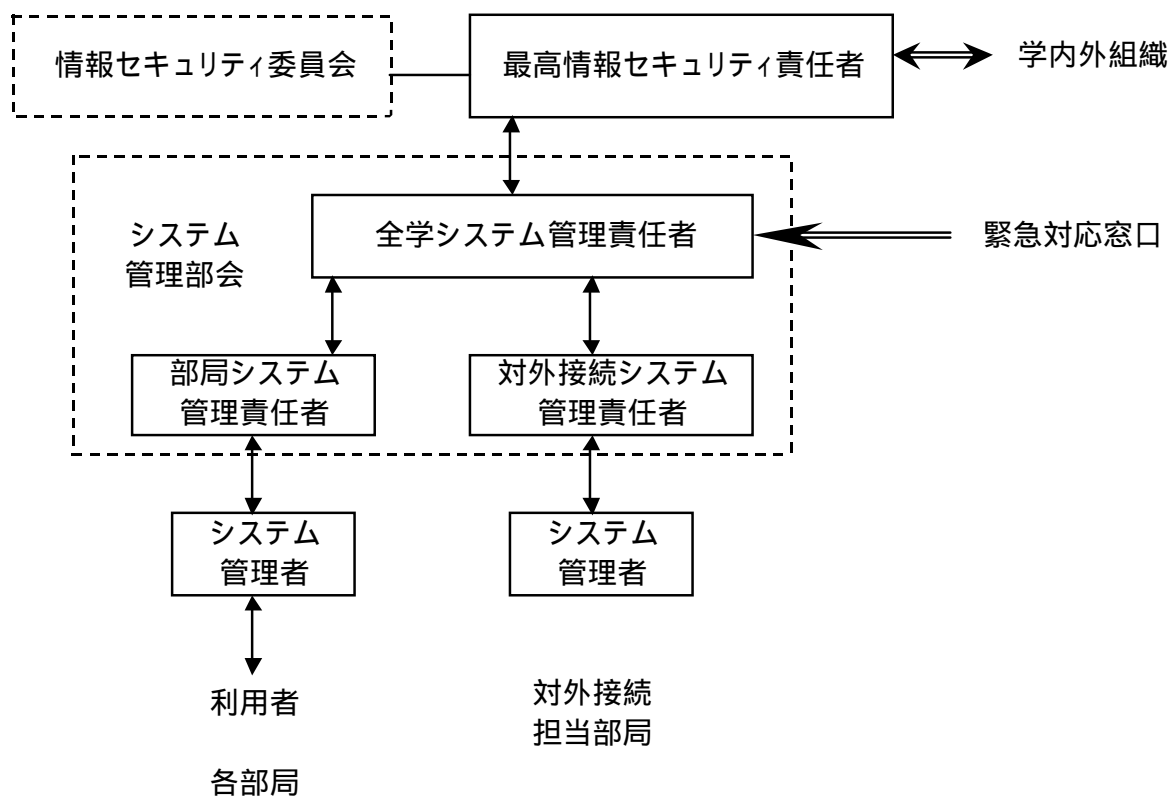 情報セキュリティ委員会
最高情報セキュリティ責任者
学内外組織
全学システム管理責任者
緊急対応窓口
システム
管理部会
部局システム
管理責任者
対外接続システム
管理責任者
システム
管理者
システム
管理者
利用者
対外接続
担当部局
各部局